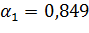 α₁ = 0,849